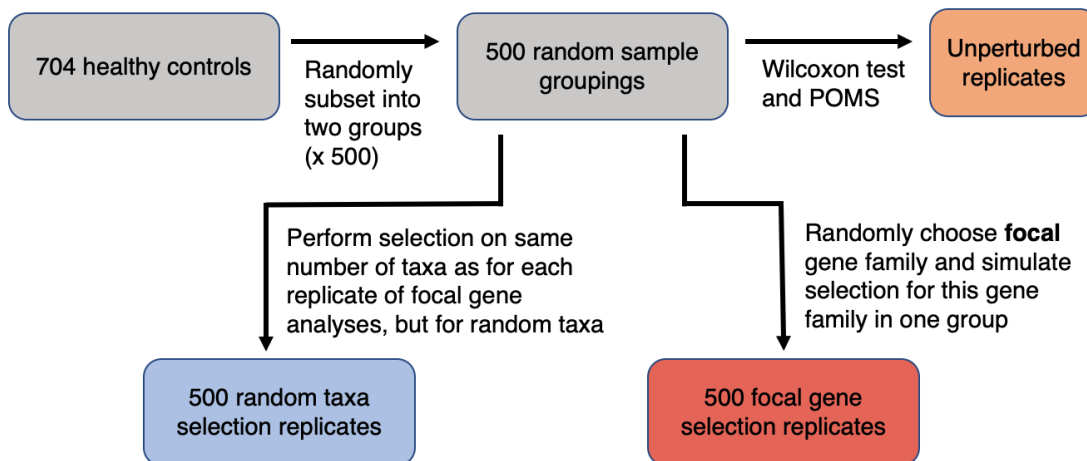 704 healthy controls
Randomly
subset into
two groups
(x 500)
500 random sample
groupings
Wilcoxon test
and POMS
Unperturbed
replicates
Perform selection on same
number of taxa as for each
replicate of focal gene
analyses, but for random taxa
Randomly choose focal
gene family and simulate
selection for this gene
family in one group
500 random taxa
selection replicates
500 focal gene
selection replicates